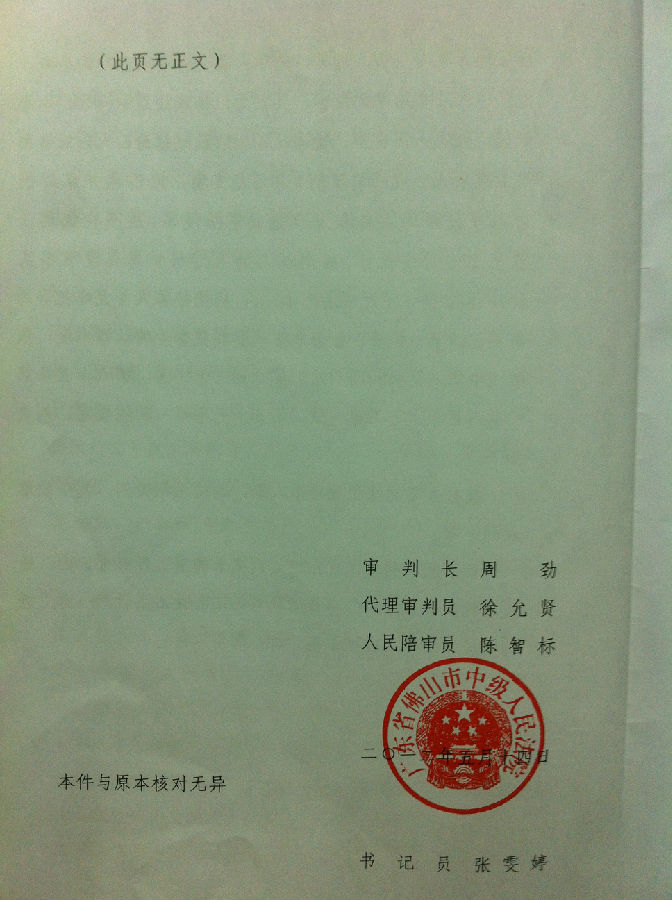 （此页无正文）
审 判 长 周 劲
代理审判员 徐允贤
人民陪审员 陈智标
广东省佛山市中级人民法院
二〇一 年五月十四日
本件与原本核对无异
书 记 员 张雯婷